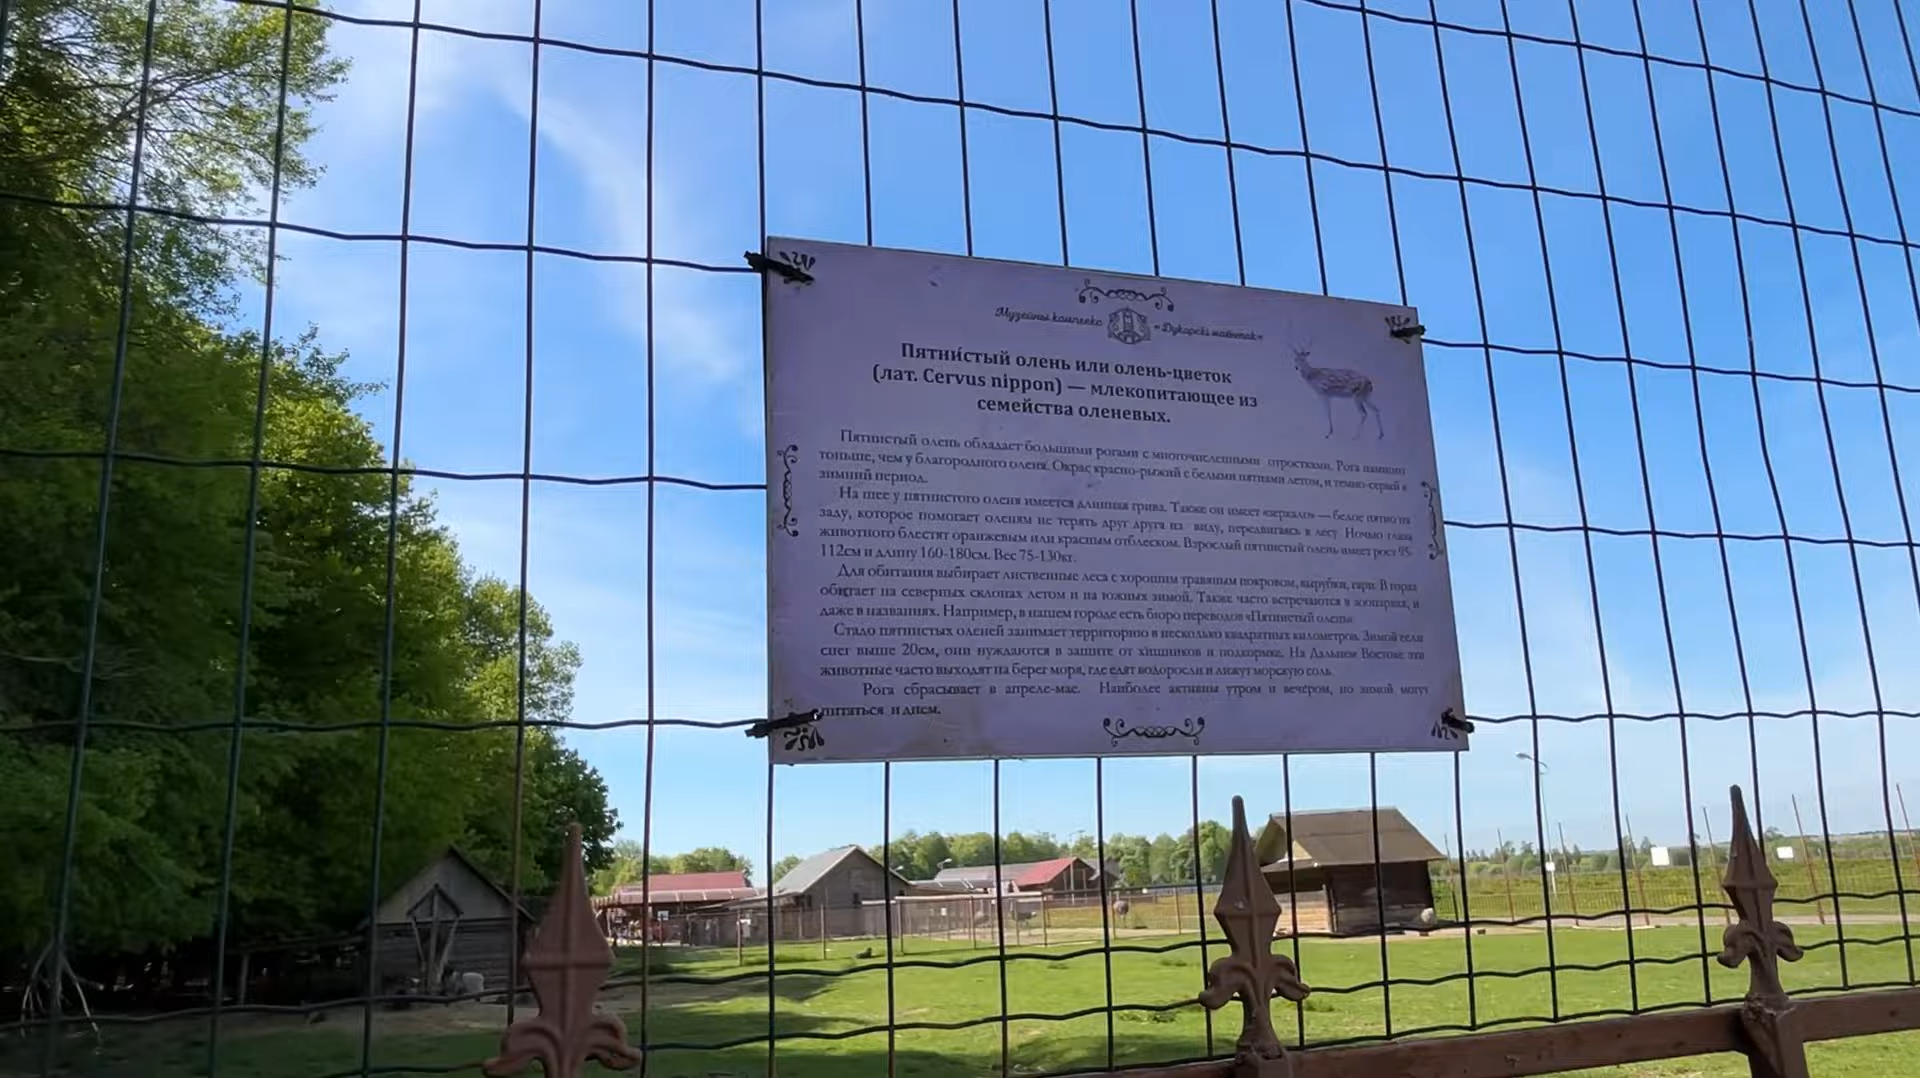 Музейны комплекс «Дукорскі маёнтак»
Пятни́стый олень или олень-цветок
(лат. Cervus nippon) — млекопитающее из
семейства оленевых.
Пятнистый олень обладает большими рогами с многочисленными отростками. Рога намного
тоньше, чем у благородного оленя. Окрас красно-рыжий с белыми пятнами летом, и темно-серый в
зимний период.
На шее у пятнистого оленя имеется длинная грива. Также он имеет «зеркало» — белое пятно на
заду, которое помогает оленям не терять друг друга из виду, передвигаясь в лесу. Ночью глаза
животного блестят оранжевым или красным отблеском. Взрослый пятнистый олень имеет рост 95-
112см и длину 160-180см. Вес 75-130кг.
Для обитания выбирает лиственные леса с хорошим травяным покровом, вырубки, гари. В горах
обитает на северных склонах летом и на южных зимой. Также часто встречаются в зоопарках, и
даже в названиях. Например, в нашем городе есть бюро переводов «Пятнистый олень»
Стадо пятнистых оленей занимает территорию в несколько квадратных километров. Зимой если
снег выше 20см, они нуждаются в защите от хищников и подкормке. На Дальнем Востоке эти
животные часто выходят на берег моря, где едят водоросли и лижут морскую соль.
Рога сбрасывает в апреле-мае. Наиболее активны утром и вечером, но зимой могут
питаться и днем.